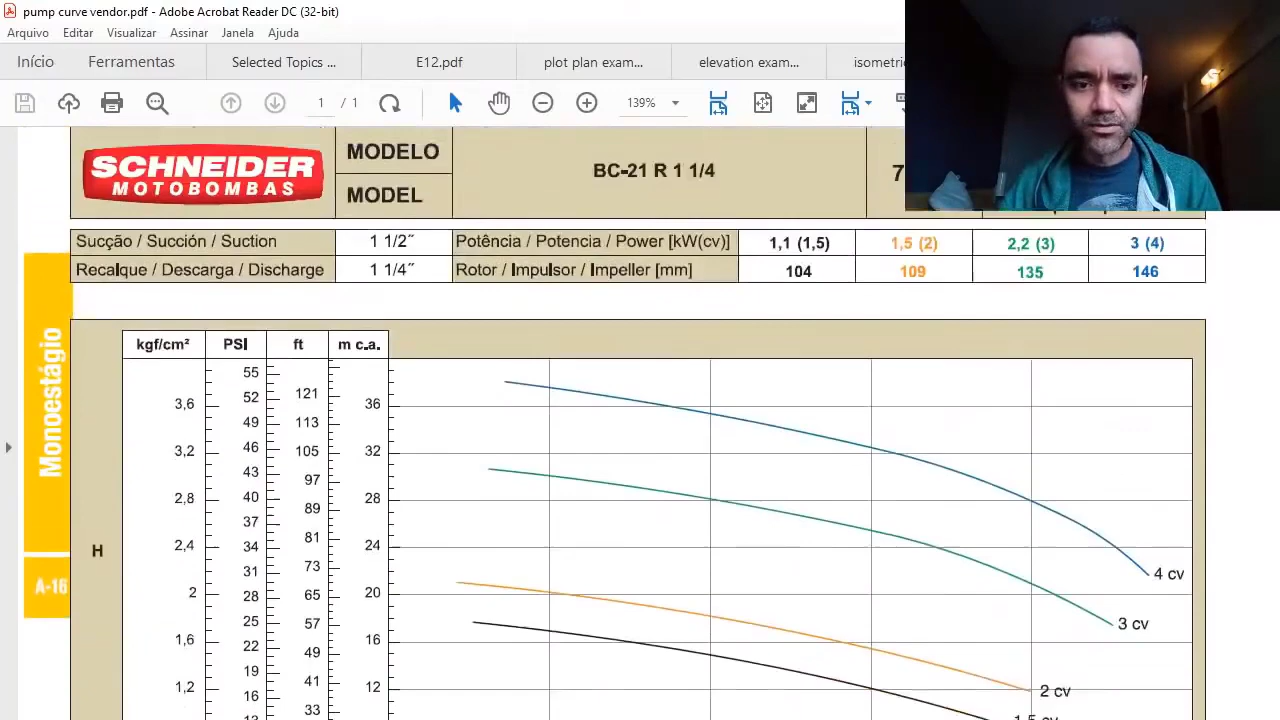 pump curve vendor.pdf - Adobe Acrobat Reader DC (32-bit)
Arquivo Editar Visualizar Assinar Janela Ajuda
Início Ferramentas Selected Topics ... E12.pdf plot plan exam... elevation exam... isometric
1 / 1 139%
SCHNEIDER
MOTOBOMBAS
MODELO
MODEL
BC-21 R 1 1/4
7
Sucção / Succión / Suction 1 1/2˝ Potência / Potencia / Power [kW(cv)] 1,1 (1,5) 1,5 (2) 2,2 (3) 3 (4)
Recalque / Descarga / Discharge 1 1/4˝ Rotor / Impulsor / Impeller [mm] 104 109 135 146
Monoestágio
A-16
H
kgf/cm² PSI ft m c.a.
55
52 121
3,6 36
49 113
46 105
3,2 32
43 97
2,8 40 28
89
37
2,4 34 81 24
31 73
2 28 65 20
25 57
1,6 22 49 16
19 41
1,2 16 12
33
4 cv
3 cv
2 cv